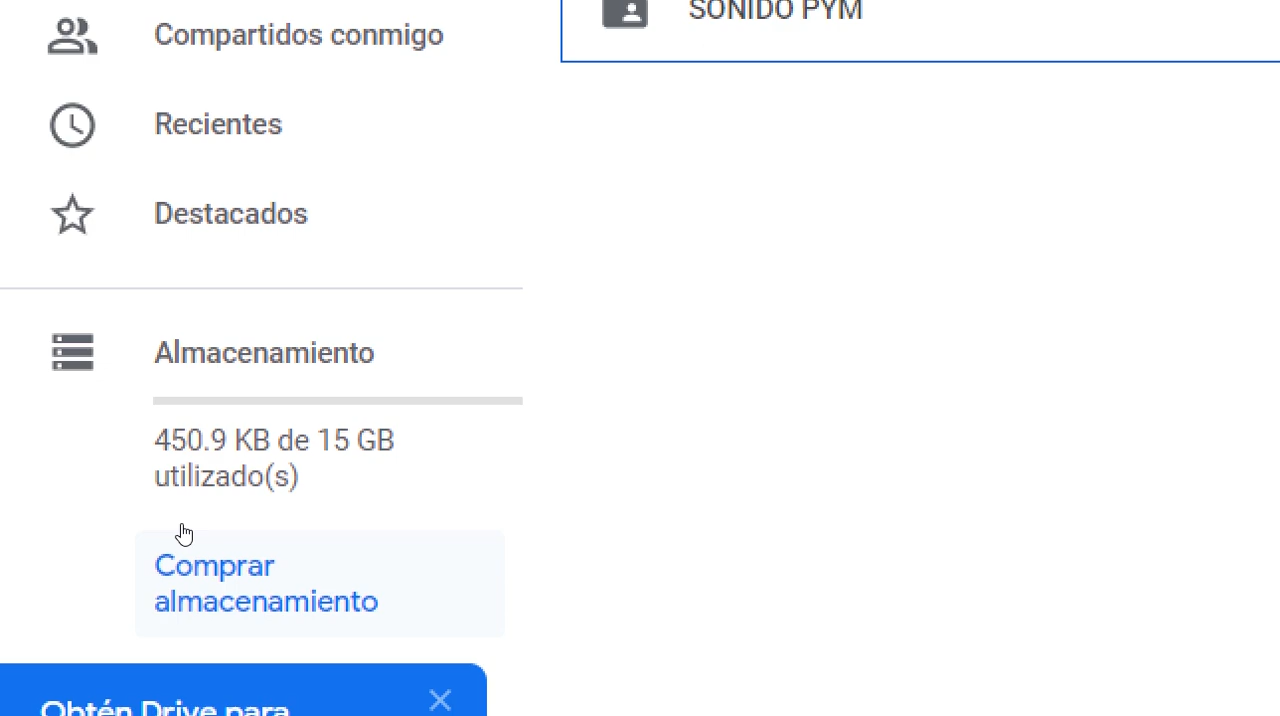 Compartidos conmigo
SONIDO PYM
Recientes
Destacados
Almacenamiento
450.9 KB de 15 GB
utilizado(s)
Comprar
almacenamiento
Obtén Drive para